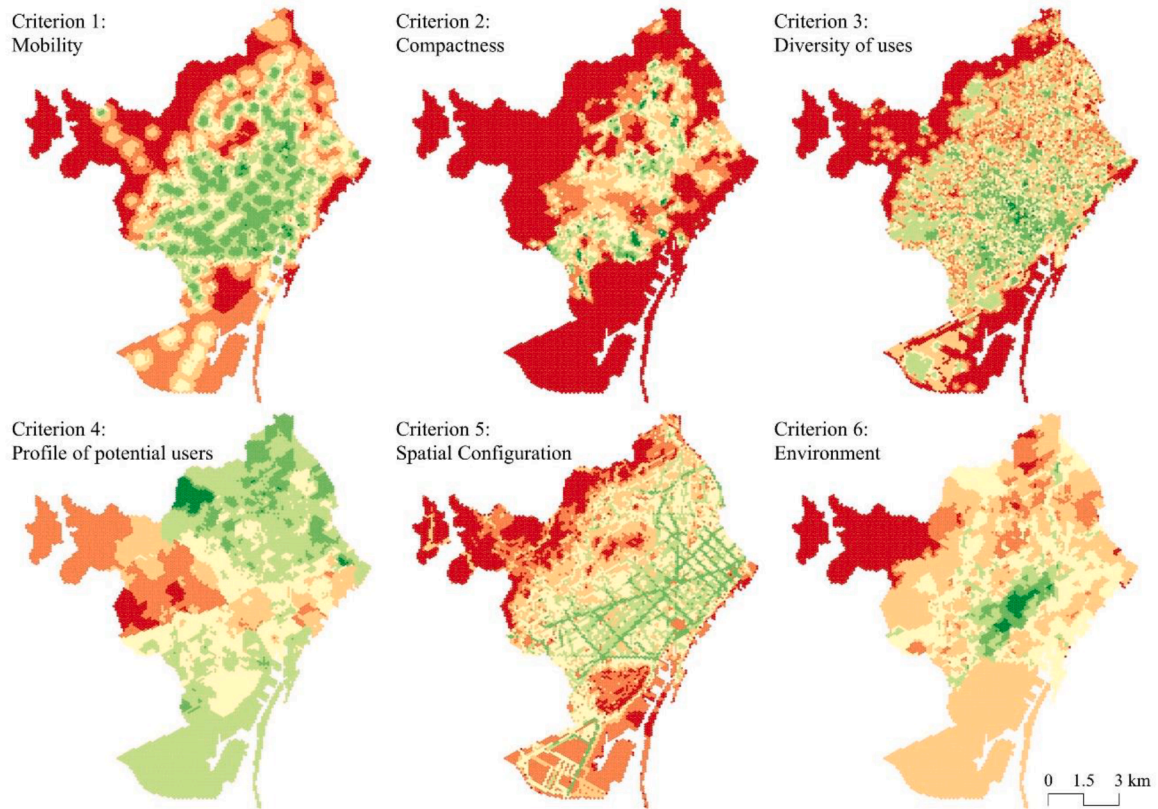 Criterion 1:
Mobility
Criterion 2:
Compactness
Criterion 3:
Diversity of uses
Criterion 4:
Profile of potential users
Criterion 5:
Spatial Configuration
Criterion 6:
Environment
0 1.5 3 km